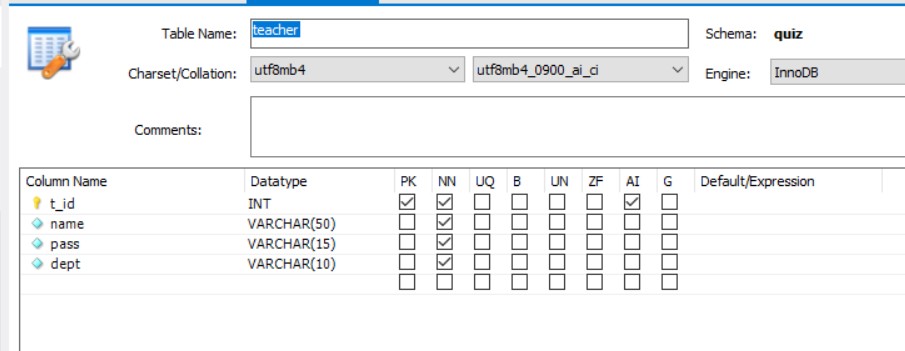 Table Name: teacher Schema: quiz
Charset/Collation: utf8mb4 utf8mb4_0900_ai_ci Engine: InnoDB
Comments:
Column Name Datatype PK NN UQ B UN ZF AI G Default/Expression
t_id INT
name VARCHAR(50)
pass VARCHAR(15)
dept VARCHAR(10)